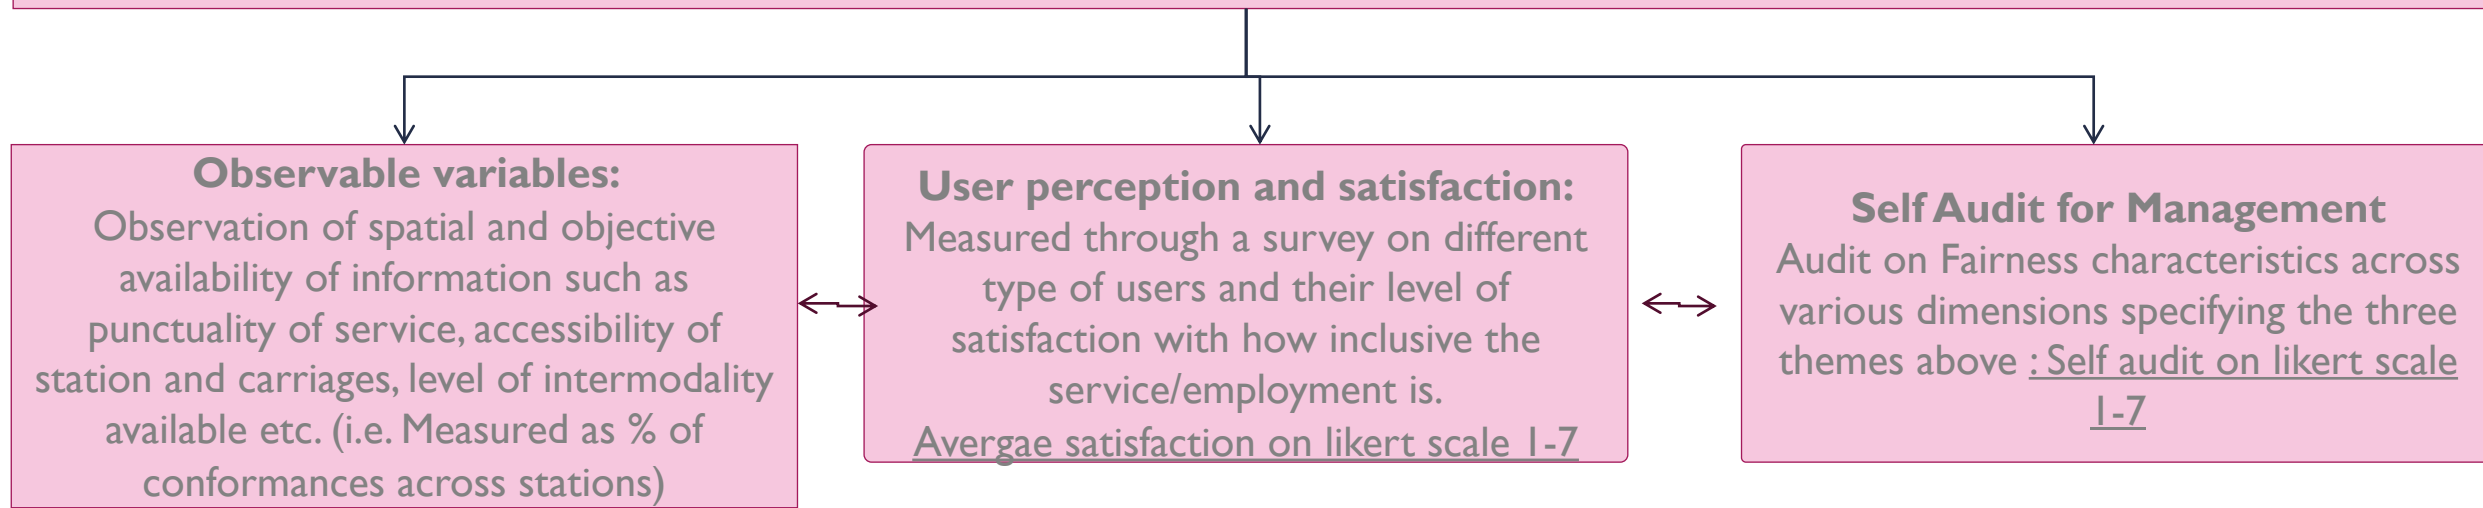 Observable variables:
Observation of spatial and objective
availability of information such as
punctuality of service, accessibility of
station and carriages, level of intermodality
available etc. (i.e. Measured as % of
conformances across stations)
User perception and satisfaction:
Measured through a survey on different
type of users and their level of
satisfaction with how inclusive the
service/employment is.
Avergae satisfaction on likert scale 1-7
Self Audit for Management
Audit on Fairness characteristics across
various dimensions specifying the three
themes above : Self audit on likert scale
1-7